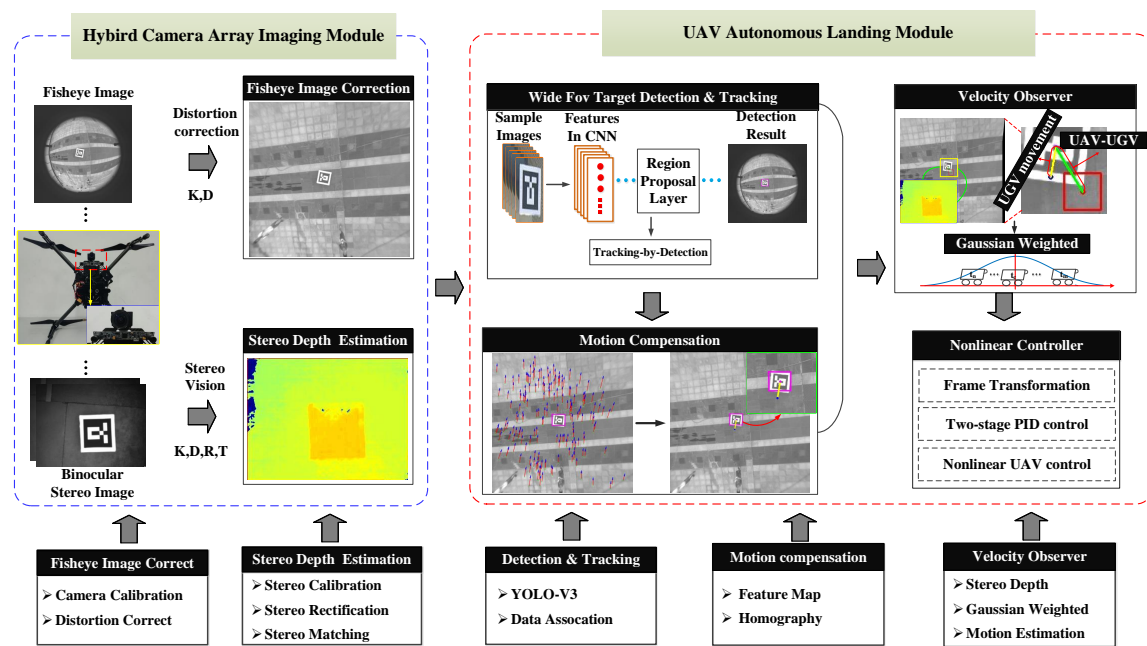 Hybird Camera Array Imaging Module
UAV Autonomous Landing Module
Fisheye Image
Distortion
correction
K,D
Fisheye Image Correction
...
...
Binocular
Stereo Image
Stereo
Vision
K,D,R,T
Stereo Depth Estimation
Wide Fov Target Detection & Tracking
Sample
Images
Features
In CNN
Region
Proposal
Layer
Detection
Result
Tracking-by-Detection
Motion Compensation
Velocity Observer
UGV movement
UAV-UGV
Gaussian Weighted
Nonlinear Controller
Frame Transformation
Two-stage PID control
Nonlinear UAV control
Fisheye Image Correct
➢ Camera Calibration
➢ Distortion Correct
Stereo Depth Estimation
➢ Stereo Calibration
➢ Stereo Rectification
➢ Stereo Matching
Detection & Tracking
➢ YOLO-V3
➢ Data Assocation
Motion compensation
➢ Feature Map
➢ Homography
Velocity Observer
➢ Stereo Depth
➢ Gaussian Weighted
➢ Motion Estimation